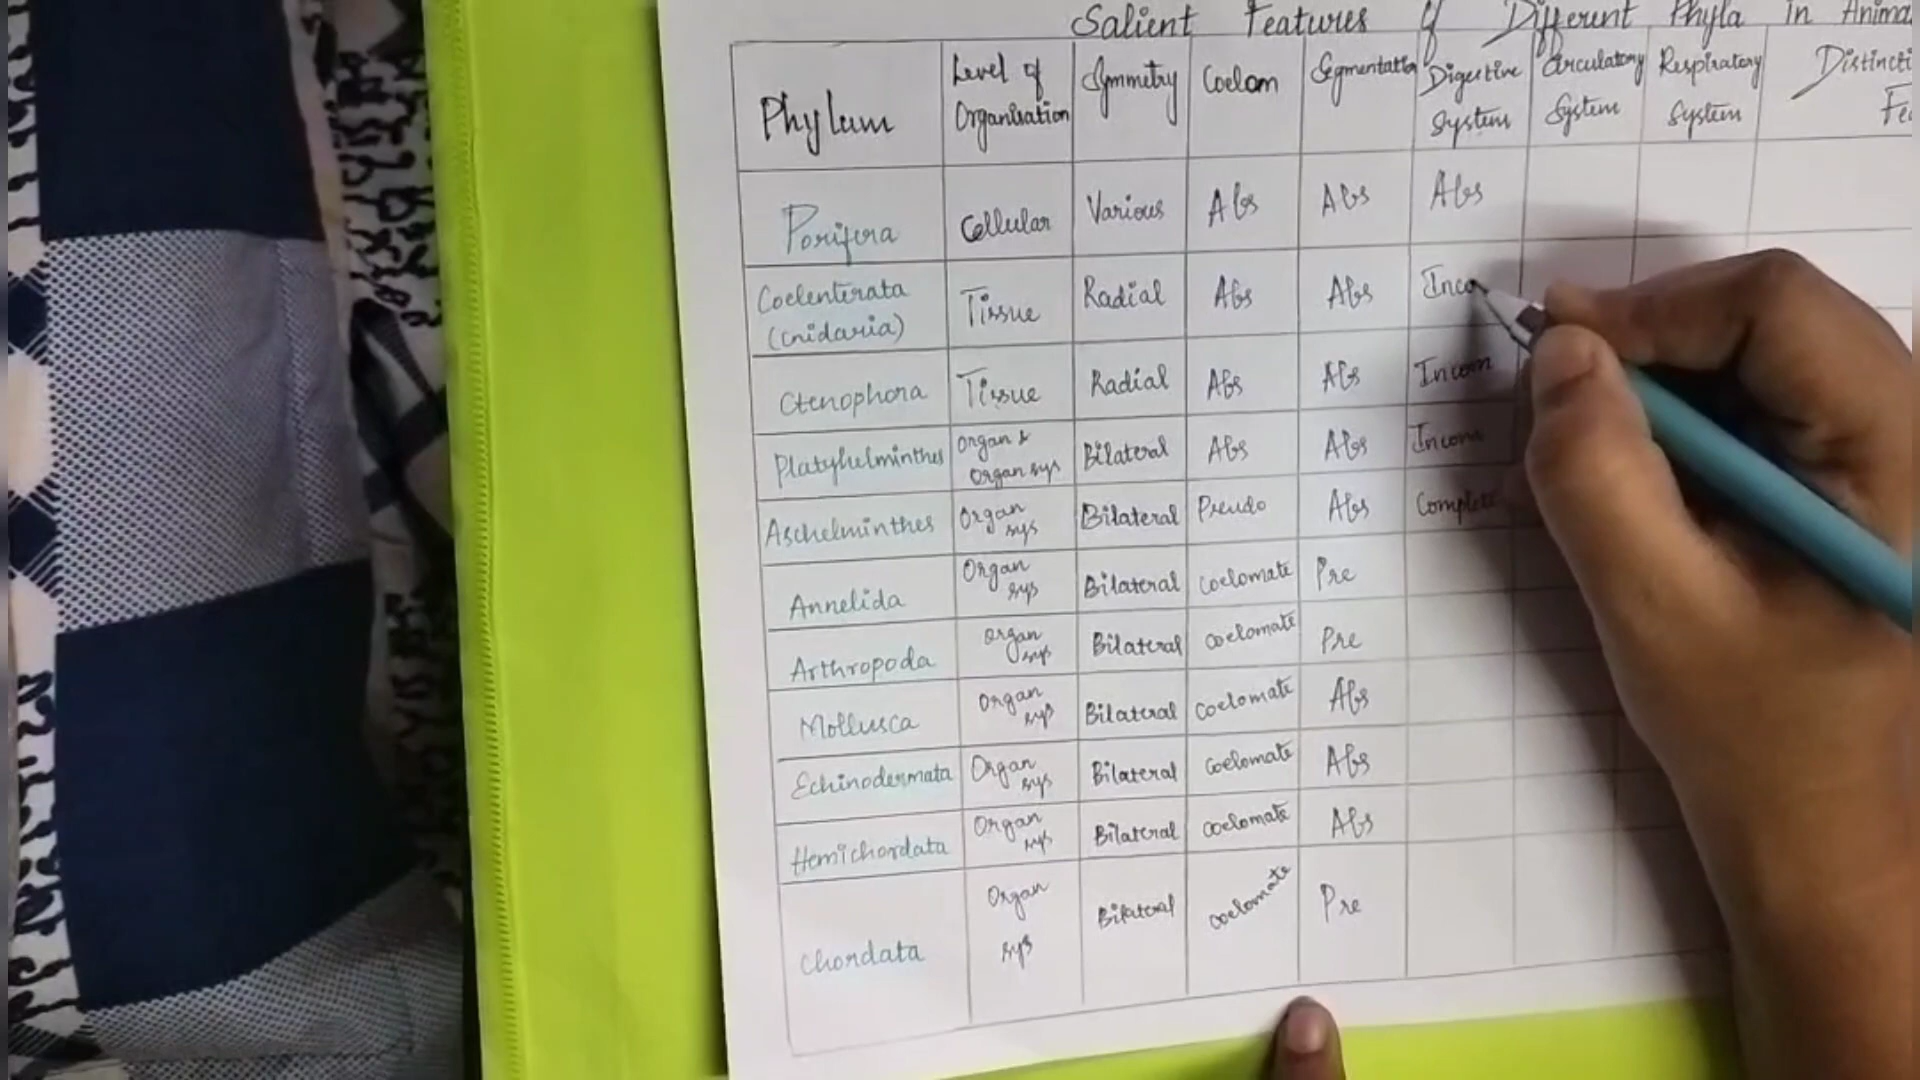 Salient Features of Different Phyla in Anima
Phylum Level of Organisation Symmetry Coelom Segmentation Digestive System Circulatory System Respiratory System Distincti Fea
Porifera Cellular Various Abs Abs Abs
Coelenterata (Cnidaria) Tissue Radial Abs Abs Inco
Ctenophora Tissue Radial Abs Abs Incom
Platyhelminthes Organ & Organ sys Bilateral Abs Abs Incom
Aschelminthes Organ sys Bilateral Pseudo Abs Complete
Annelida Organ sys Bilateral Coelomate Pre
Arthropoda Organ sys Bilateral Coelomate Pre
Mollusca Organ sys Bilateral Coelomate Abs
Echinodermata Organ sys Bilateral Coelomate Abs
Hemichordata Organ sys Bilateral Coelomate Abs
Chordata Organ sys Bilateral Coelomate Pre